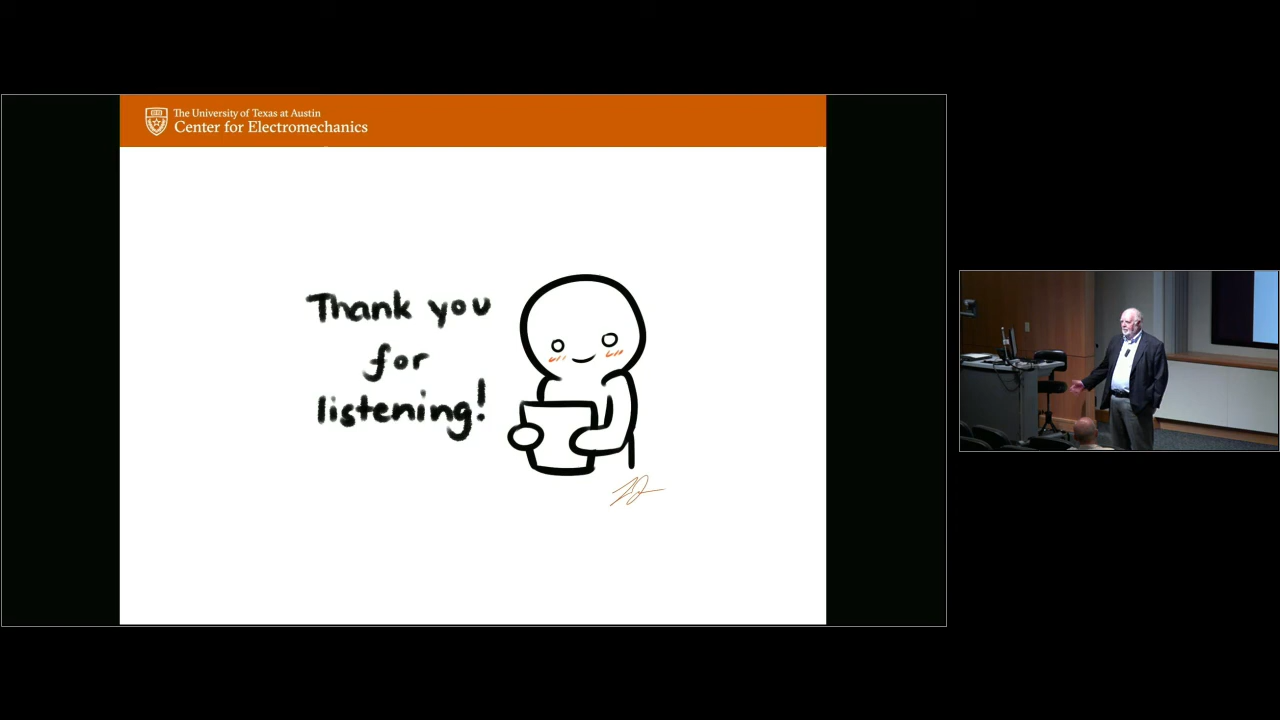 The University of Texas at Austin
Center for Electromechanics
Thank you
for
listening!